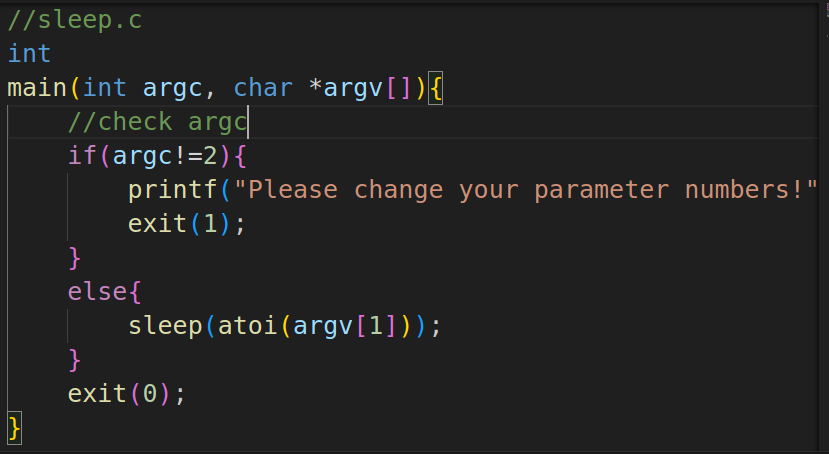 //sleep.c
int
main(int argc, char *argv[]){
    //check argc
    if(argc!=2){
        printf("Please change your parameter numbers!"
        exit(1);
    }
    else{
        sleep(atoi(argv[1]));
    }
    exit(0);
}